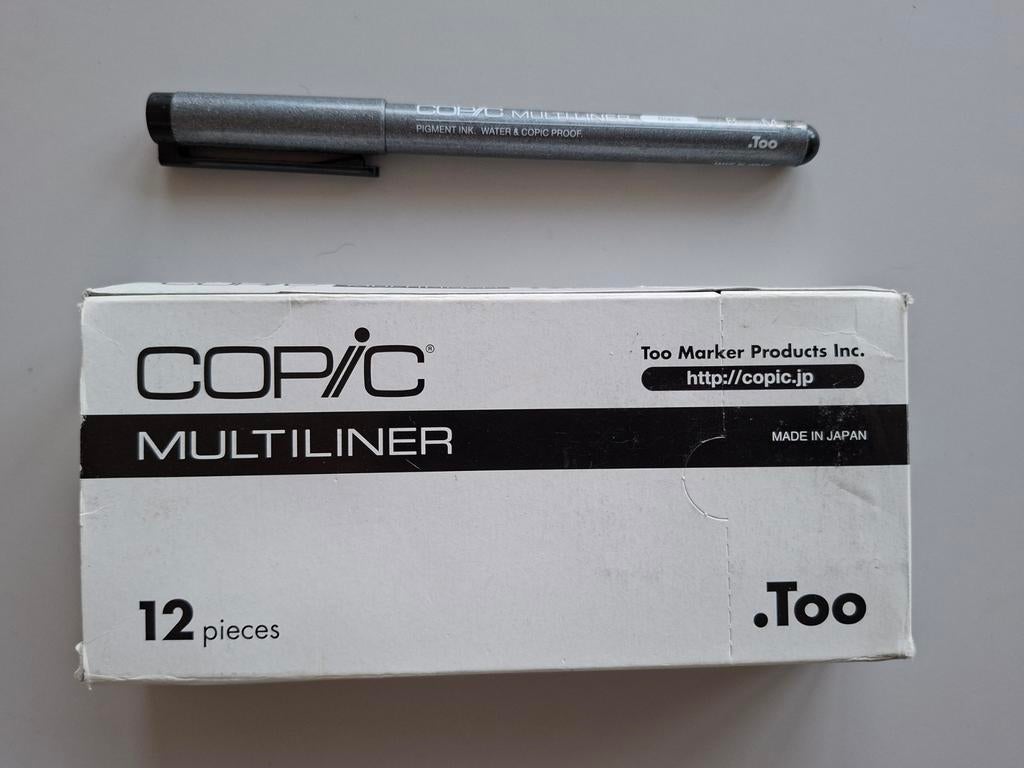 COPIC MULTILINER Black
PIGMENT INK. WATER & COPIC PROOF.
.Too
COPIC®
Too Marker Products Inc.
http://copic.jp
MULTILINER
MADE IN JAPAN
12 pieces
.Too